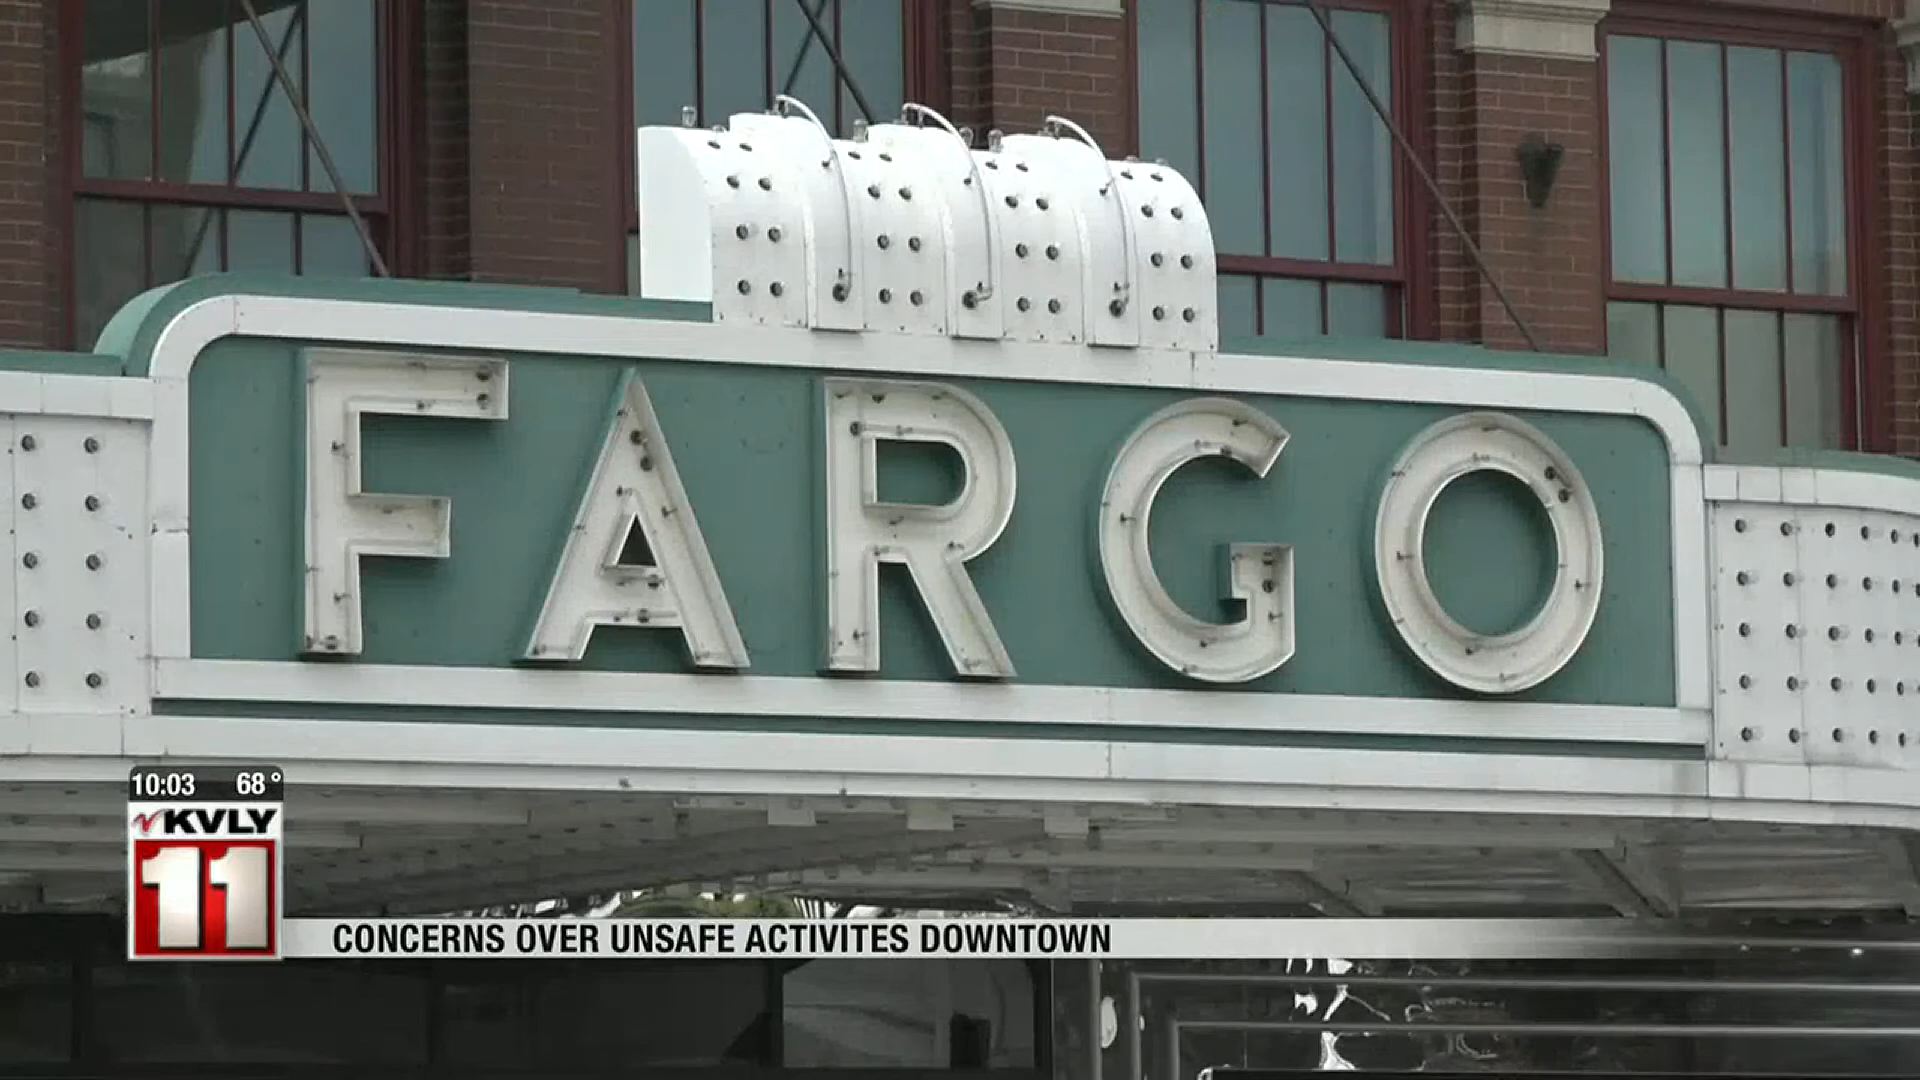 FARGO
10:03 68°
KVLY
11
CONCERNS OVER UNSAFE ACTIVITES DOWNTOWN